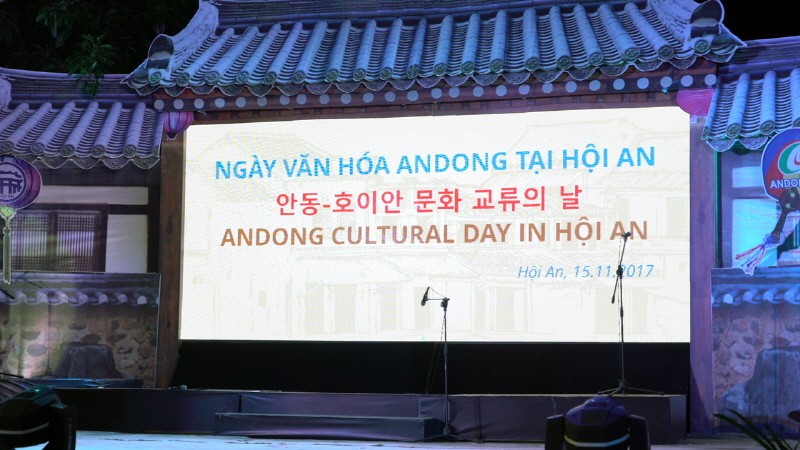 NGÀY VĂN HÓA ANDONG TẠI HỘI AN
안동-호이안 문화 교류의 날
ANDONG CULTURAL DAY IN HỘI AN
Hội An, 15.11.2017
ANDONG